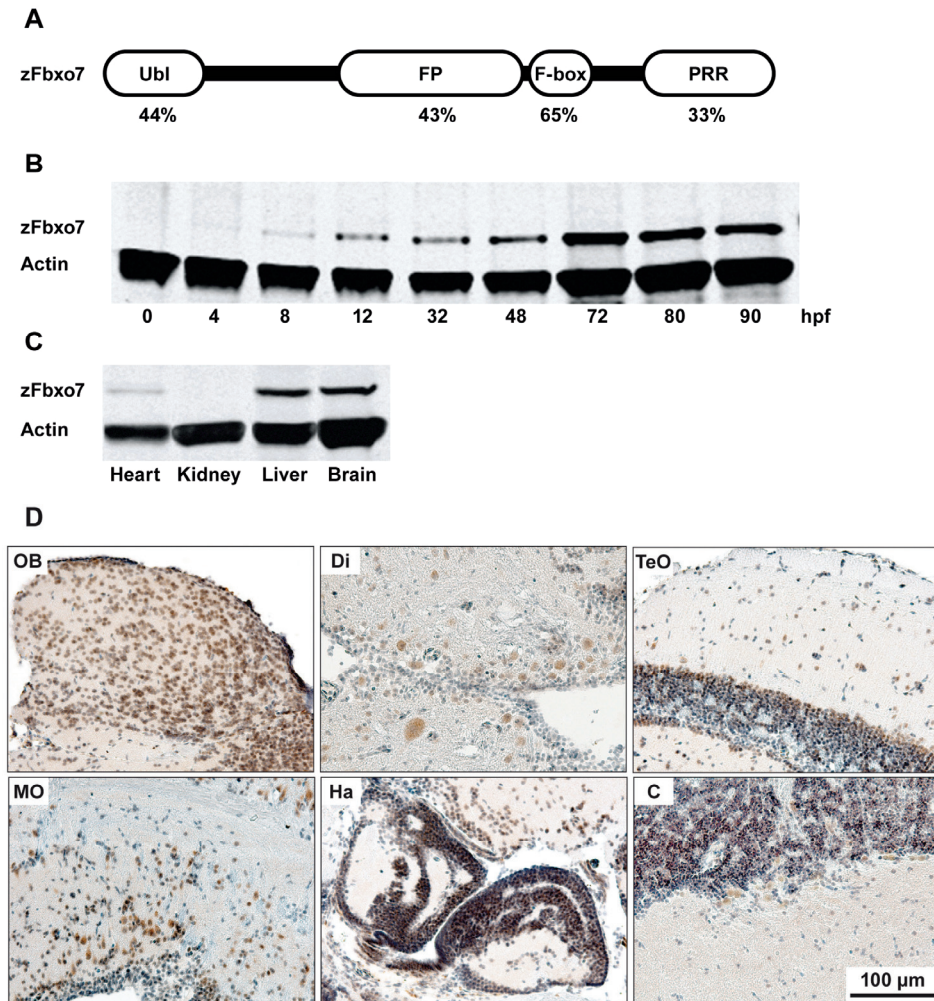 A
zFbxo7 Ubl FP F-box PRR
44% 43% 65% 33%
B
zFbxo7
Actin
0 4 8 12 32 48 72 80 90 hpf
C
zFbxo7
Actin
Heart Kidney Liver Brain
D
OB Di TeO
MO Ha C
100 µm